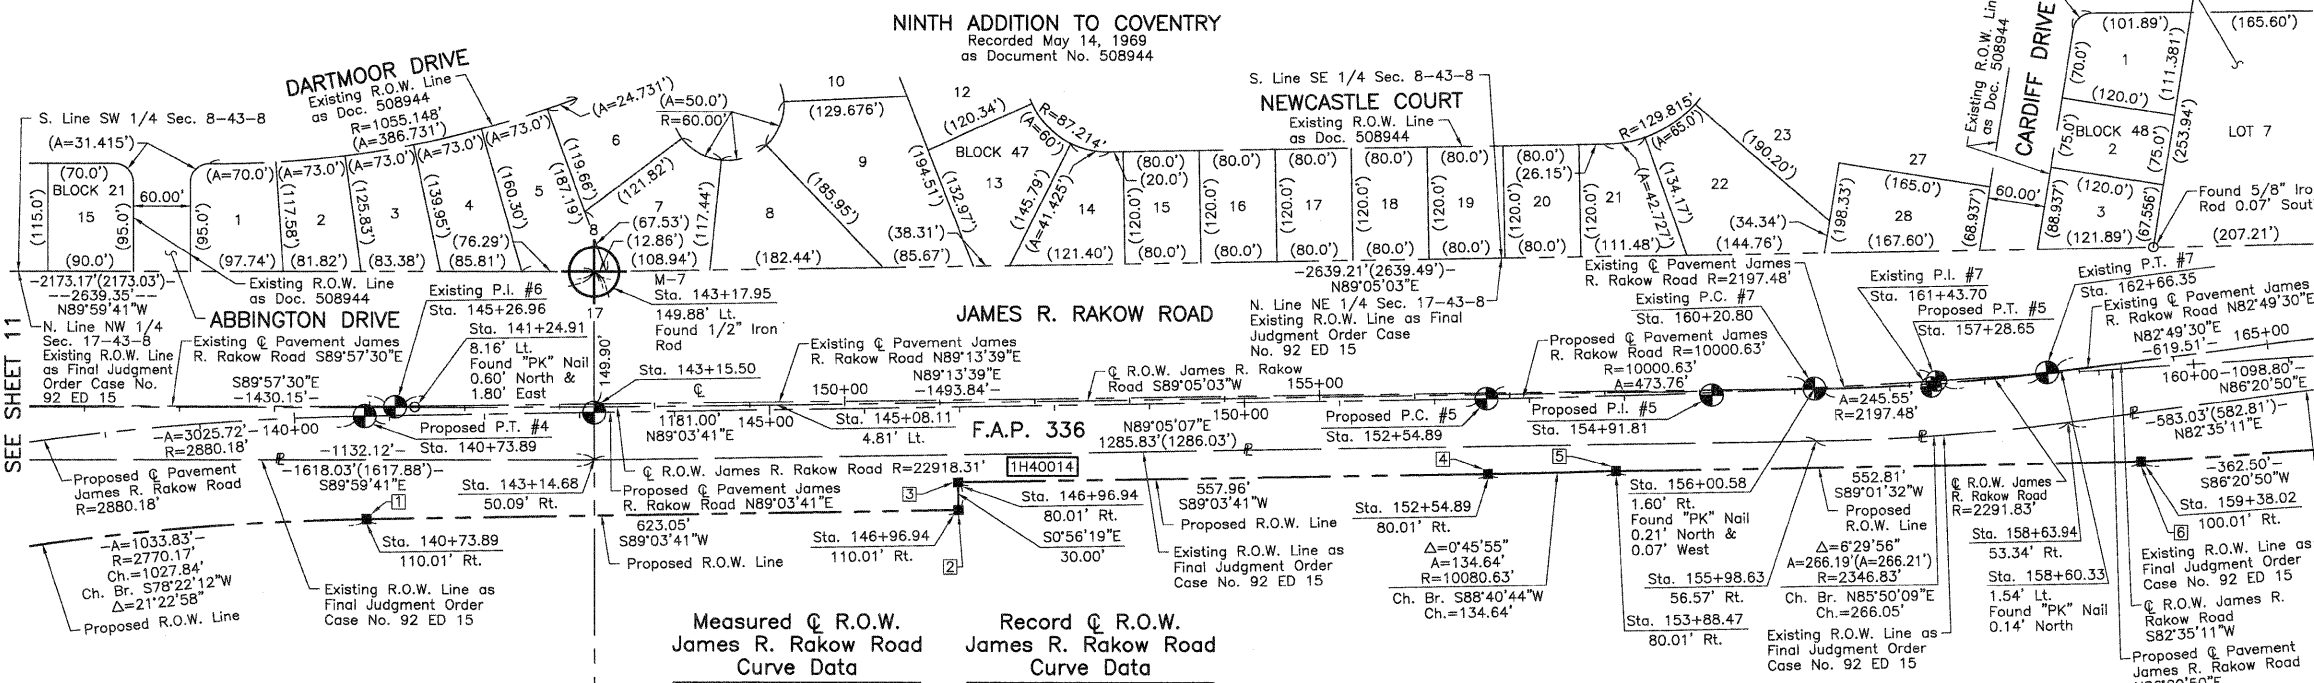 NINTH ADDITION TO COVENTRY
Recorded May 14, 1969
as Document No. 508944
DARTMOOR DRIVE
Existing R.O.W. Line
as Doc. 508944
R=1055.148'
(A=386.731')
S. Line SW 1/4 Sec. 8-43-8
(A=31.415')
(70.0')
BLOCK 21
15
(115.0')
(95.0')
(90.0')
60.00'
(95.0')
(A=70.0')
1
(97.74')
(A=73.0')
(117.58')
2
(81.82')
(A=73.0')
(125.83')
3
(83.38')
(A=73.0')
(139.95')
4
(85.81')
(A=73.0')
(160.30')
5
(76.29')
(A=24.731')
(119.66')
(187.19')
6
(121.82')
(A=50.0')
R=60.00'
7
(67.53')
8
(12.86')
(108.94')
(117.44')
8
(182.44')
(185.95')
9
10
(129.676')
12
(120.34')
(194.51')
(132.97')
BLOCK 47
13
(38.31')
(85.67')
R=87.214'
(A=60')
(145.79')
(A=41.425')
14
(121.40')
S. Line SE 1/4 Sec. 8-43-8
NEWCASTLE COURT
Existing R.O.W. Line
as Doc. 508944
(80.0')
(80.0')
(80.0')
(80.0')
(80.0')
(80.0')
(20.0')
(26.15')
(120.0')
15
(120.0')
16
(120.0')
17
(120.0')
18
(120.0')
19
(120.0')
20
(120.0')
21
(80.0')
(80.0')
(80.0')
(80.0')
(80.0')
(80.0')
(111.48')
R=129.815'
(A=65.0')
(A=42.727')
(134.17')
22
(144.76')
(190.20')
23
(34.34')
(198.33')
27
(165.0')
28
(167.60')
(68.937')
60.00'
Existing R.O.W. Lin
as Doc. 508944
CARDIFF DRIVE
(101.89')
(70.0')
1
(111.381')
(120.0')
(75.0')
BLOCK 48
2
(75.0')
(253.94')
(120.0')
(88.937')
3
(67.556')
(121.89')
(165.60')
LOT 7
Found 5/8" Iro
Rod 0.07' Sout
(207.21')
SEE SHEET 11
-2173.17'(2173.03')-
--2639.35'--
N89°59'41"W
N. Line NW 1/4
Sec. 17-43-8
Existing R.O.W. Line
as Final Judgment
Order Case No.
92 ED 15
Existing R.O.W. Line
as Doc. 508944
ABBINGTON DRIVE
Existing ℄ Pavement James
R. Rakow Road S89°57'30"E
S89°57'30"E
-1430.15'-
Existing P.I. #6
Sta. 145+26.96
Sta. 141+24.91
8.16' Lt.
Found "PK" Nail
0.60' North &
1.80' East
M-7
Sta. 143+17.95
149.88' Lt.
Found 1/2" Iron
Rod
17
149.90'
Sta. 143+15.50
℄
JAMES R. RAKOW ROAD
Existing ℄ Pavement James
R. Rakow Road N89°13'39"E
N89°13'39"E
-1493.84'-
150+00
℄ R.O.W. James R. Rakow
Road S89°05'03"W
155+00
-2639.21'(2639.49')-
N89°05'03"E
N. Line NE 1/4 Sec. 17-43-8
Existing R.O.W. Line as Final
Judgment Order Case
No. 92 ED 15
Existing ℄ Pavement James
R. Rakow Road R=2197.48'
Existing P.C. #7
Sta. 160+20.80
Proposed ℄ Pavement James
R. Rakow Road R=10000.63'
R=10000.63'
A=473.76'
Existing P.I. #7
Sta. 161+43.70
Proposed P.T. #5
Sta. 157+28.65
Existing P.T. #7
Sta. 162+66.35
Existing ℄ Pavement James
R. Rakow Road N82°49'30"E
N82°49'30"E
-619.51'-
165+00
160+00
-1098.80'-
N86°20'50"E
A=245.55'
R=2197.48'
-583.03'(582.81')-
N82°35'11"E
-A=3025.72'-
R=2880.18'
140+00
Proposed P.T. #4
Sta. 140+73.89
-1132.12'-
1181.00'
N89°03'41"E
145+00
Sta. 145+08.11
4.81' Lt.
F.A.P. 336
N89°05'07"E
1285.83'(1286.03')
150+00
Proposed P.C. #5
Sta. 152+54.89
Proposed P.I. #5
Sta. 154+91.81
Proposed ℄ Pavement
James R. Rakow Road
R=2880.18'
-1618.03'(1617.88')-
S89°59'41"E
Sta. 143+14.68
50.09' Rt.
℄ R.O.W. James R. Rakow Road R=22918.31'
Proposed ℄ Pavement James
R. Rakow Road N89°03'41"E
1H40014
1
2
3
4
5
6
623.05'
S89°03'41"W
Proposed R.O.W. Line
Sta. 146+96.94
110.01' Rt.
Sta. 146+96.94
80.01' Rt.
S0°56'19"E
30.00'
557.96'
S89°03'41"W
Proposed R.O.W. Line
Existing R.O.W. Line as
Final Judgment Order
Case No. 92 ED 15
Sta. 152+54.89
80.01' Rt.
Δ=0°45'55"
A=134.64'
R=10080.63'
Ch. Br. S88°40'44"W
Ch.=134.64'
Sta. 156+00.58
1.60' Rt.
Found "PK" Nail
0.21' North &
0.07' West
Sta. 155+98.63
56.57' Rt.
Sta. 153+88.47
80.01' Rt.
552.81'
S89°01'32"W
Proposed
R.O.W. Line
Δ=6°29'56"
A=266.19'(A=266.21')
R=2346.83'
Ch. Br. N85°50'09"E
Ch.=266.05'
Existing R.O.W. Line as
Final Judgment Order
Case No. 92 ED 15
℄ R.O.W. James
R. Rakow Road
R=2291.83'
Sta. 158+63.94
53.34' Rt.
Sta. 158+60.33
1.54' Lt.
Found "PK" Nail
0.14' North
-362.50'-
S86°20'50"W
Sta. 159+38.02
100.01' Rt.
Existing R.O.W. Line as
Final Judgment Order
Case No. 92 ED 15
℄ R.O.W. James R.
Rakow Road
S82°35'11"W
Proposed ℄ Pavement
James R. Rakow Road
-A=1033.83'-
R=2770.17'
Ch.=1027.84'
Ch. Br. S78°22'12"W
Δ=21°22'58"
Proposed R.O.W. Line
Sta. 140+73.89
110.01' Rt.
Existing R.O.W. Line as
Final Judgment Order
Case No. 92 ED 15
Measured ℄ R.O.W.
James R. Rakow Road
Curve Data
Record ℄ R.O.W.
James R. Rakow Road
Curve Data